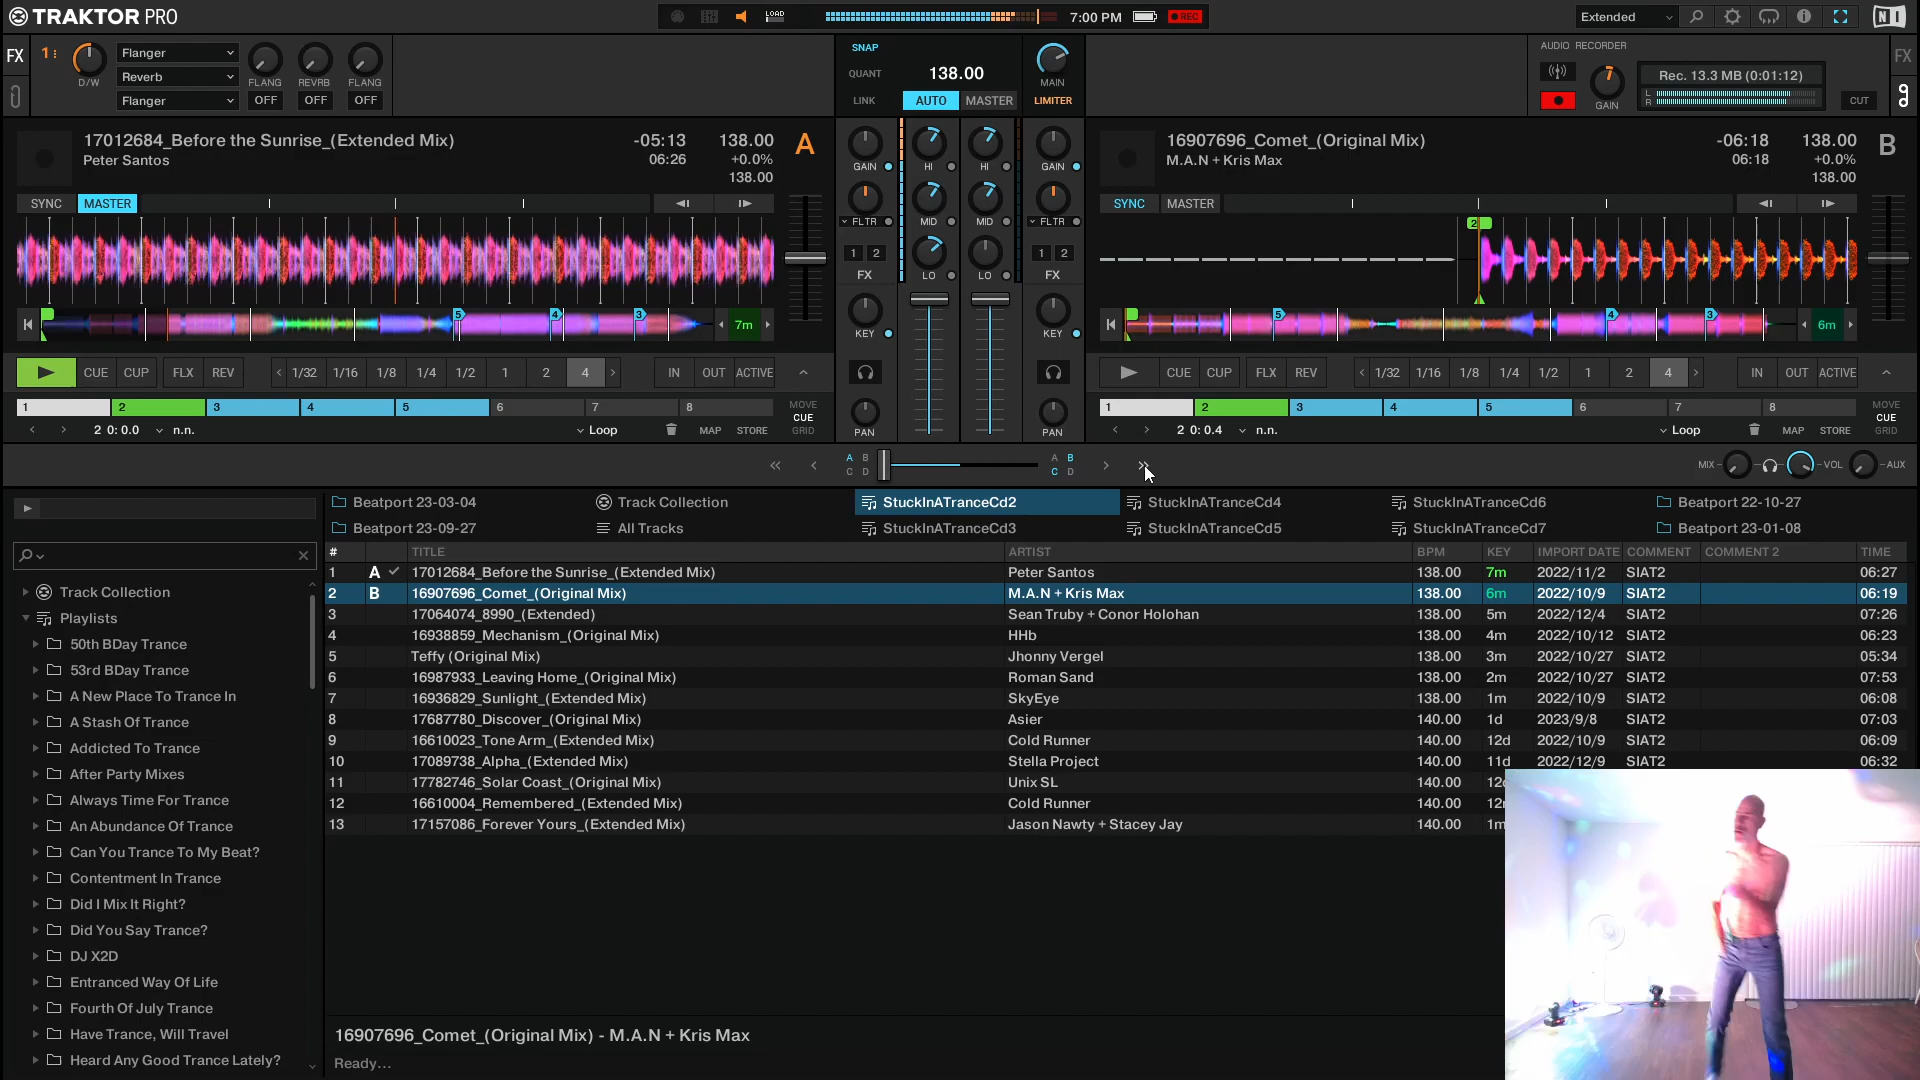 TRAKTOR PRO
LOAD
7:00 PM
REC
Extended
FX
1
D/W
Flanger
Reverb
Flanger
FLANG
REVRB
FLANG
OFF
OFF
OFF
SNAP
QUANT
138.00
LINK
AUTO
MASTER
MAIN
LIMITER
AUDIO RECORDER
GAIN
Rec. 13.3 MB (0:01:12)
L
R
CUT
FX
17012684_Before the Sunrise_(Extended Mix)
Peter Santos
-05:13
06:26
138.00
+0.0%
138.00
A
SYNC
MASTER
5
4
3
7m
CUE
CUP
FLX
REV
1/32
1/16
1/8
1/4
1/2
1
2
4
IN
OUT
ACTIVE
1
2
3
4
5
6
7
8
MOVE
CUE
GRID
2 0: 0.0
n.n.
Loop
MAP
STORE
GAIN
HI
HI
GAIN
FLTR
MID
MID
FLTR
1 2
FX
LO
LO
1 2
FX
KEY
KEY
PAN
PAN
16907696_Comet_(Original Mix)
M.A.N + Kris Max
-06:18
06:18
138.00
+0.0%
138.00
B
SYNC
MASTER
2
5
4
3
6m
CUE
CUP
FLX
REV
1/32
1/16
1/8
1/4
1/2
1
2
4
IN
OUT
ACTIVE
1
2
3
4
5
6
7
8
MOVE
CUE
GRID
2 0: 0.4
n.n.
Loop
MAP
STORE
A B
C D
A B
C D
MIX
VOL
AUX
Beatport 23-03-04
Track Collection
StuckInATranceCd2
StuckInATranceCd4
StuckInATranceCd6
Beatport 22-10-27
Beatport 23-09-27
All Tracks
StuckInATranceCd3
StuckInATranceCd5
StuckInATranceCd7
Beatport 23-01-08
Track Collection
Playlists
50th BDay Trance
53rd BDay Trance
A New Place To Trance In
A Stash Of Trance
Addicted To Trance
After Party Mixes
Always Time For Trance
An Abundance Of Trance
Can You Trance To My Beat?
Contentment In Trance
Did I Mix It Right?
Did You Say Trance?
DJ X2D
Entranced Way Of Life
Fourth Of July Trance
Have Trance, Will Travel
Heard Any Good Trance Lately?
# TITLE ARTIST BPM KEY IMPORT DATE COMMENT COMMENT 2 TIME
1 A 17012684_Before the Sunrise_(Extended Mix) Peter Santos 138.00 7m 2022/11/2 SIAT2 06:27
2 B 16907696_Comet_(Original Mix) M.A.N + Kris Max 138.00 6m 2022/10/9 SIAT2 06:19
3 17064074_8990_(Extended) Sean Truby + Conor Holohan 138.00 5m 2022/12/4 SIAT2 07:26
4 16938859_Mechanism_(Original Mix) HHb 138.00 4m 2022/10/12 SIAT2 06:23
5 Teffy (Original Mix) Jhonny Vergel 138.00 3m 2022/10/27 SIAT2 05:34
6 16987933_Leaving Home_(Original Mix) Roman Sand 138.00 2m 2022/10/27 SIAT2 07:53
7 16936829_Sunlight_(Extended Mix) SkyEye 138.00 1m 2022/10/9 SIAT2 06:08
8 17687780_Discover_(Original Mix) Asier 140.00 1d 2023/9/8 SIAT2 07:03
9 16610023_Tone Arm_(Extended Mix) Cold Runner 140.00 12d 2022/10/9 SIAT2 06:09
10 17089738_Alpha_(Extended Mix) Stella Project 140.00 11d 2022/12/9 SIAT2 06:32
11 17782746_Solar Coast_(Original Mix) Unix SL 140.00
12 16610004_Remembered_(Extended Mix) Cold Runner 140.00
13 17157086_Forever Yours_(Extended Mix) Jason Nawty + Stacey Jay 140.00
16907696_Comet_(Original Mix) - M.A.N + Kris Max
Ready...